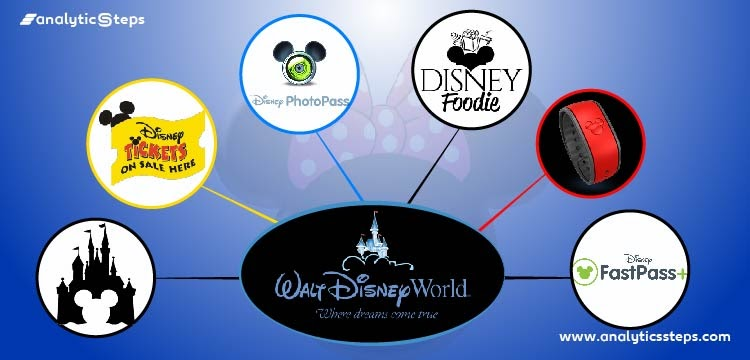 analyticSteps
Disney PhotoPass
DISNEY
Foodie
Disney
TICKETS
ON SALE HERE
WALT DISNEY World
Where dreams come true
Disney
FastPass+
www.analyticssteps.com